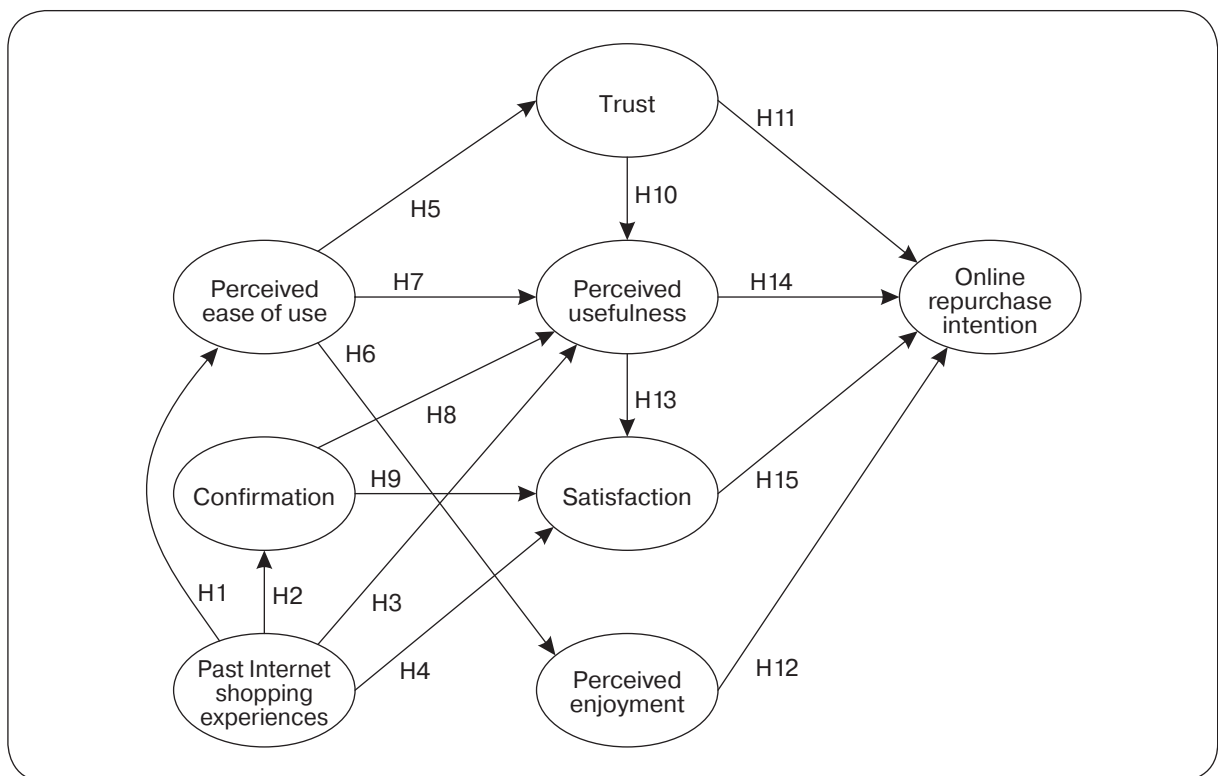 Trust
H11
H10
H5
Perceived
ease of use
H7
Perceived
usefulness
H14
Online
repurchase
intention
H6
H8
H13
Confirmation
H9
Satisfaction
H15
H1
H2
H3
H4
Past Internet
shopping
experiences
Perceived
enjoyment
H12